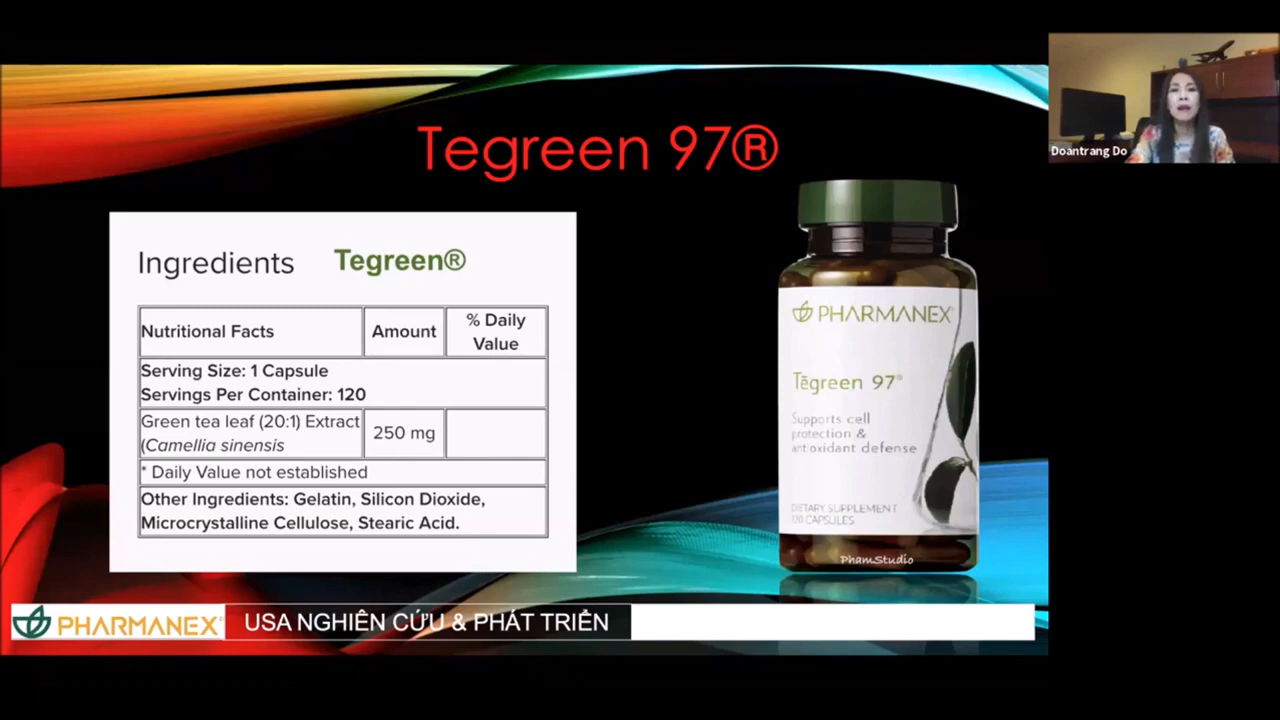 Tegreen 97®
Doantrang Do
Ingredients Tegreen®
Nutritional Facts
Amount
% Daily
Value
Serving Size: 1 Capsule
Servings Per Container: 120
Green tea leaf (20:1) Extract
(Camellia sinensis
250 mg
* Daily Value not established
Other Ingredients: Gelatin, Silicon Dioxide,
Microcrystalline Cellulose, Stearic Acid.
PHARMANEX®
Tēgreen 97®
Supports cell
protection &
antioxidant defense
DIETARY SUPPLEMENT
120 CAPSULES
PhamStudio
PHARMANEX®
USA NGHIÊN CỨU & PHÁT TRIỂN